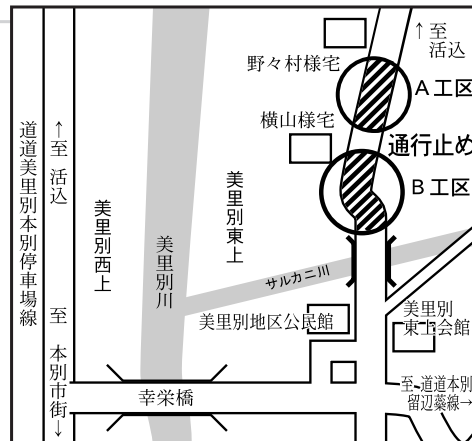 ↑至
活込
野々村様宅
A工区
横山様宅
通行止め
B工区
道道美里別本別停車場線
↑至 活込
美里別西上
美里別川
美里別東上
サルカニ川
至 本別市街↓
美里別地区公民館
美里別
東上会館
幸栄橋
至 道道本別
留辺蘂線→